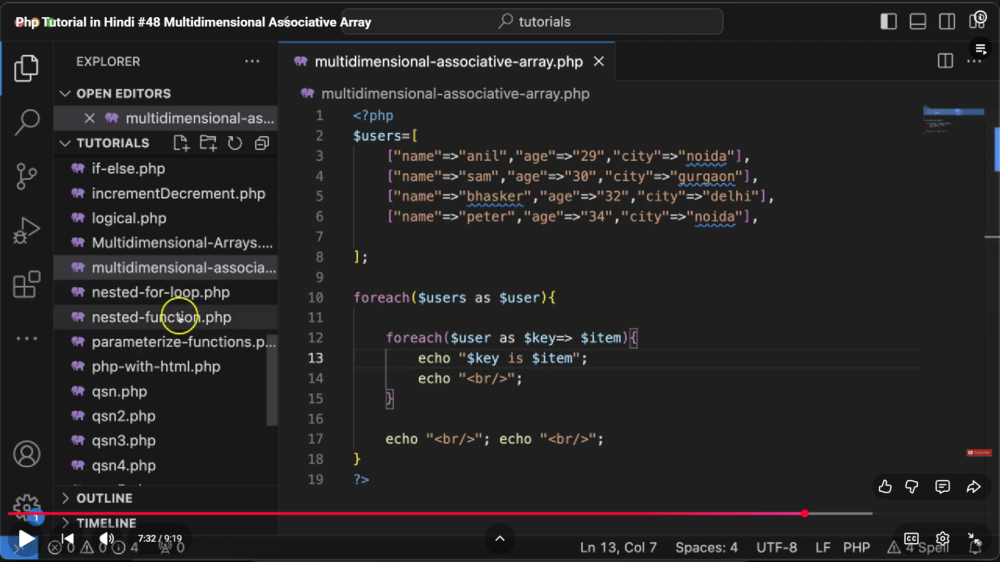 Php Tutorial in Hindi #48 Multidimensional Associative Array
tutorials
EXPLORER
OPEN EDITORS
multidimensional-as...
TUTORIALS
if-else.php
incrementDecrement.php
logical.php
Multidimensional-Arrays....
multidimensional-associa...
nested-for-loop.php
nested-function.php
parameterize-functions.p...
php-with-html.php
qsn.php
qsn2.php
qsn3.php
qsn4.php
OUTLINE
TIMELINE
multidimensional-associative-array.php
multidimensional-associative-array.php
1 <?php
2 $users=[
3 ["name"=>"anil","age"=>"29","city"=>"noida"],
4 ["name"=>"sam","age"=>"30","city"=>"gurgaon"],
5 ["name"=>"bhasker","age"=>"32","city"=>"delhi"],
6 ["name"=>"peter","age"=>"34","city"=>"noida"],
7
8 ];
9
10 foreach($users as $user){
11
12 foreach($user as $key=> $item){
13 echo "$key is $item";
14 echo "<br/>";
15 }
16
17 echo "<br/>"; echo "<br/>";
18 }
19 ?>
Subscribe
1
7:32 / 9:19
0 0 4 0
Ln 13, Col 7 Spaces: 4 UTF-8 LF PHP 4 Spell
CC